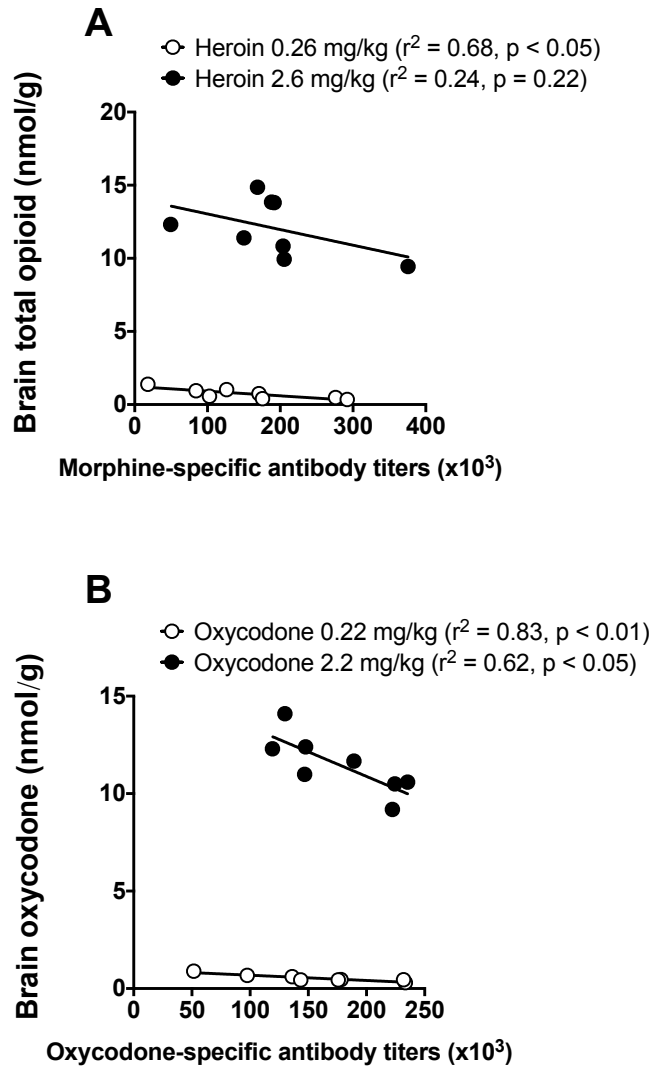 A
Heroin 0.26 mg/kg (r² = 0.68, p < 0.05)
Heroin 2.6 mg/kg (r² = 0.24, p = 0.22)
Brain total opioid (nmol/g)
20
15
10
5
0
0 100 200 300 400
Morphine-specific antibody titers (x10³)
B
Oxycodone 0.22 mg/kg (r² = 0.83, p < 0.01)
Oxycodone 2.2 mg/kg (r² = 0.62, p < 0.05)
Brain oxycodone (nmol/g)
15
10
5
0
0 50 100 150 200 250
Oxycodone-specific antibody titers (x10³)